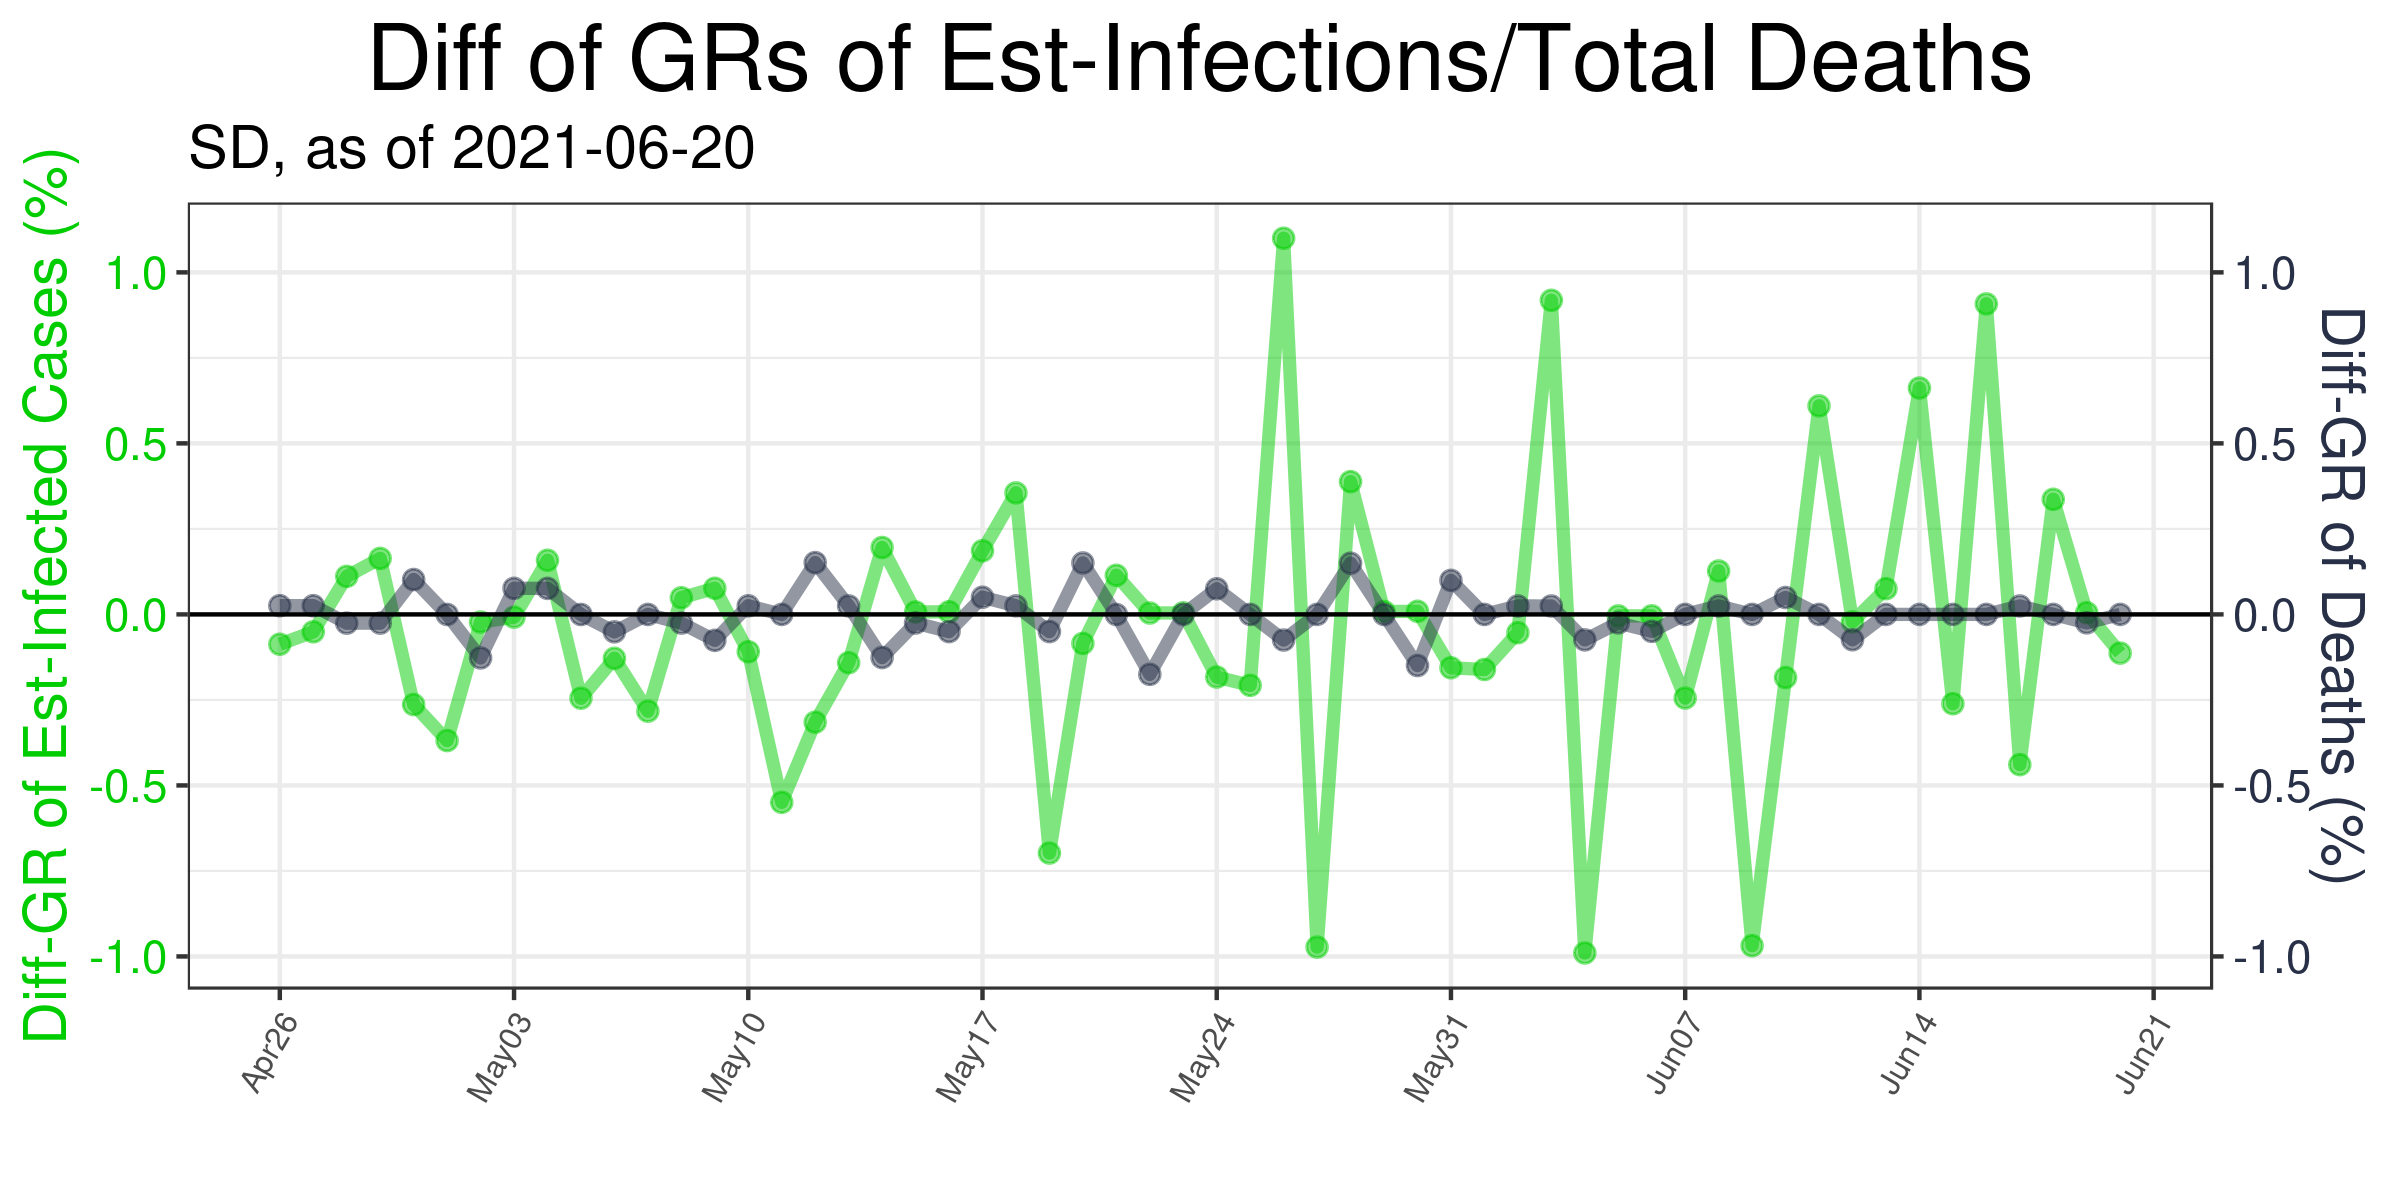 Diff of GRs of Est-Infections/Total Deaths
SD, as of 2021-06-20
Diff-GR of Est-Infected Cases (%)
1.0
0.5
0.0
-0.5
-1.0
1.0
0.5
0.0
-0.5
-1.0
Diff-GR of Deaths (%)
Apr26
May03
May10
May17
May24
May31
Jun07
Jun14
Jun21